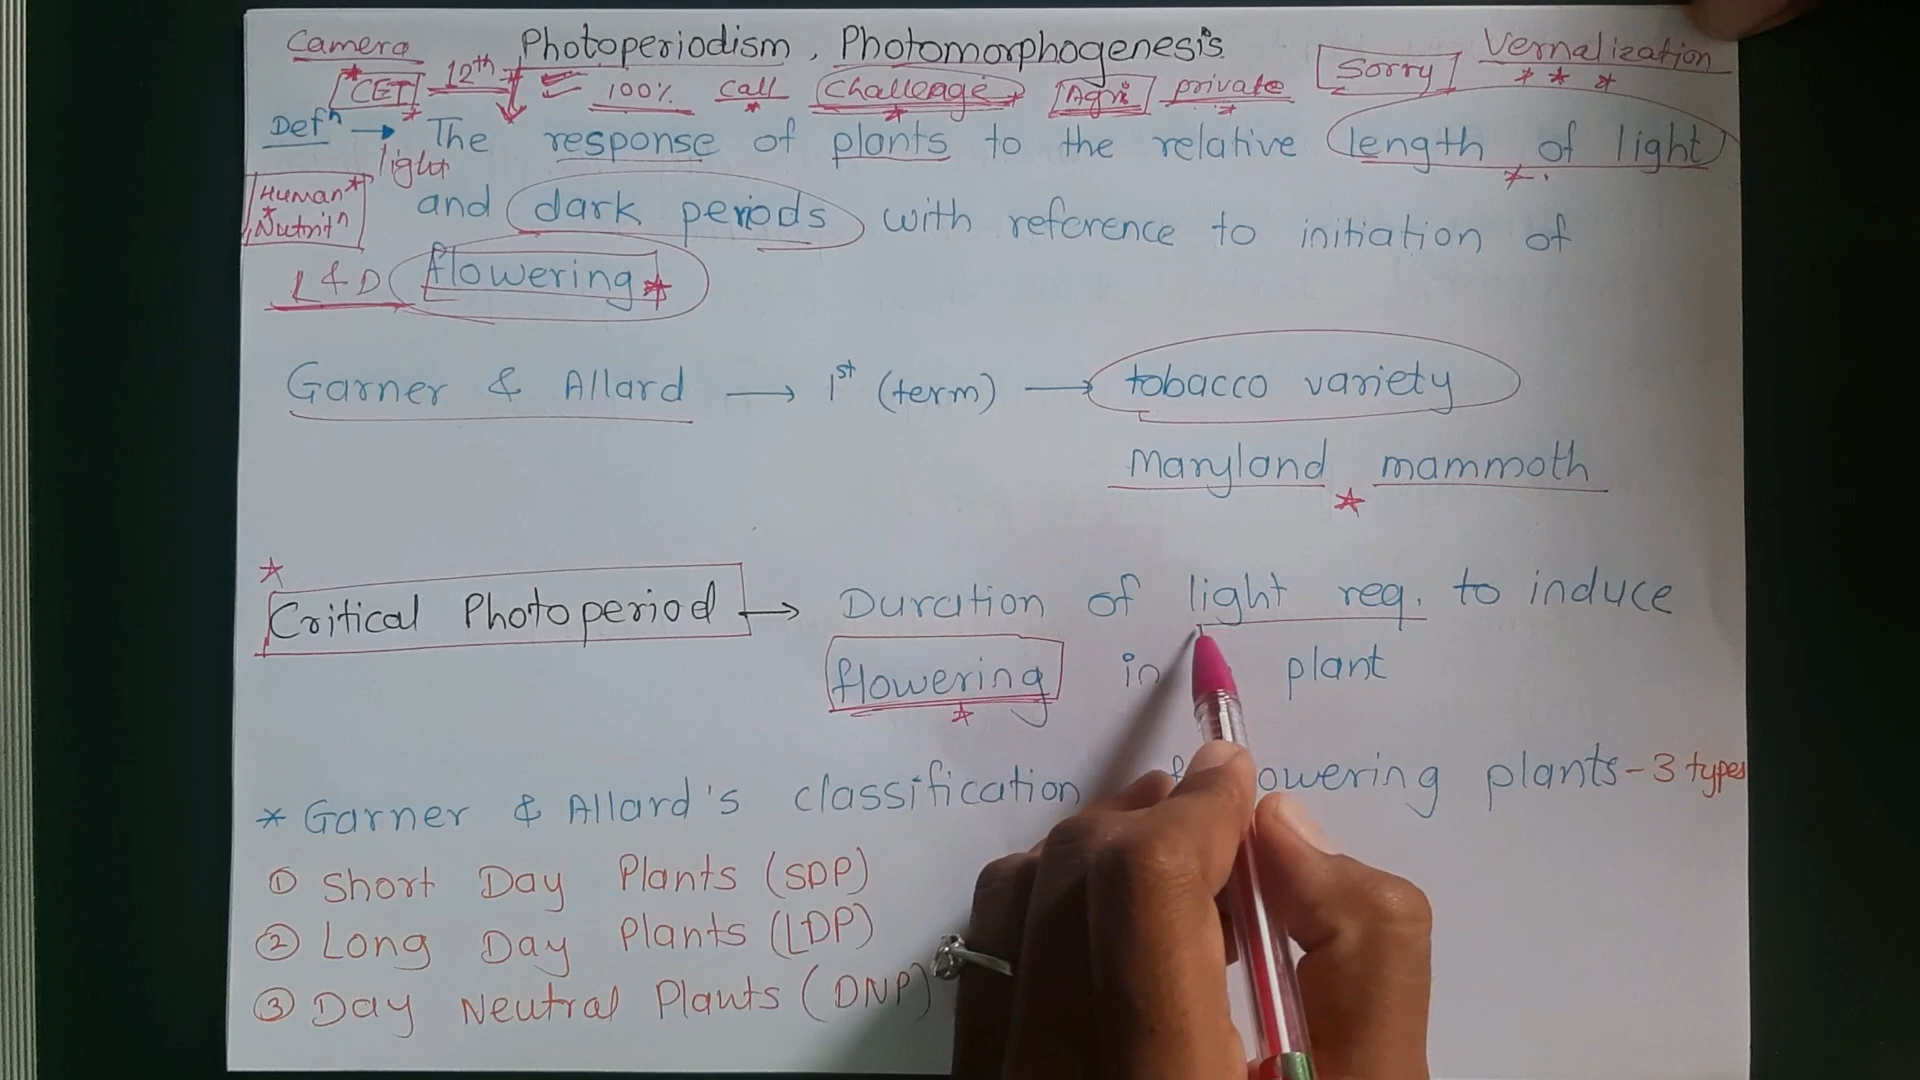 Camera Photoperiodism, Photomorphogenesis Vernalization
CET 12th 100% call Challenge Agri private Sorry
Defn → The response of plants to the relative length of light
light
Human and dark periods with reference to initiation of
Nutritn
L & D flowering
Garner & Allard → 1st (term) → tobacco variety
Maryland mammoth
Critical Photoperiod → Duration of light req. to induce
flowering in plant
* Garner & Allard's classification plants - 3 types
① Short Day Plants (SDP)
② Long Day Plants (LDP)
③ Day Neutral Plants (DNP)